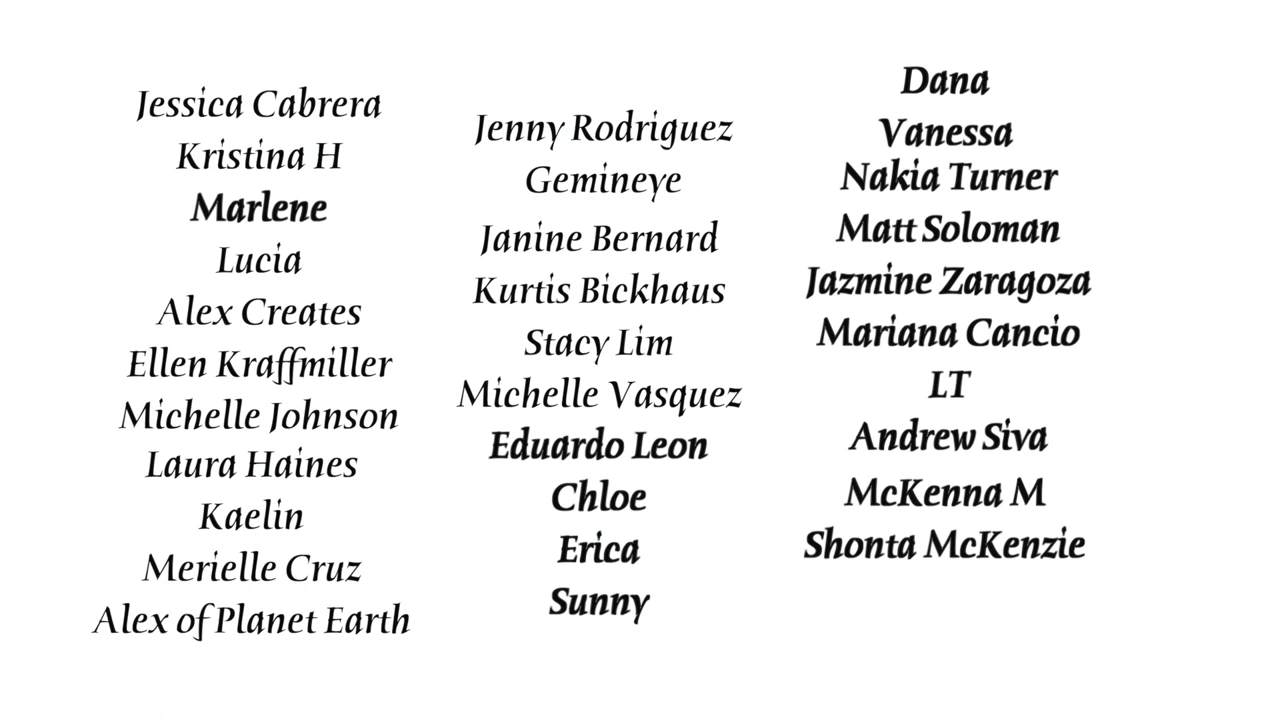 Jessica Cabrera
Kristina H
Marlene
Lucia
Alex Creates
Ellen Kraffmiller
Michelle Johnson
Laura Haines
Kaelin
Merielle Cruz
Alex of Planet Earth
Jenny Rodriguez
Gemineye
Janine Bernard
Kurtis Bickhaus
Stacy Lim
Michelle Vasquez
Eduardo Leon
Chloe
Erica
Sunny
Dana
Vanessa
Nakia Turner
Matt Soloman
Jazmine Zaragoza
Mariana Cancio
LT
Andrew Siva
McKenna M
Shonta McKenzie